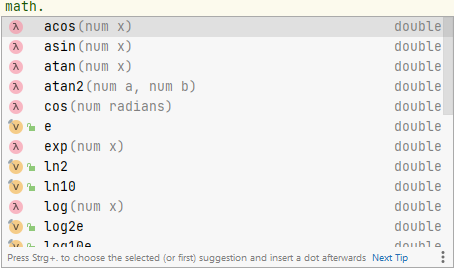 math.
λ acos(num x) double
λ asin(num x) double
λ atan(num x) double
λ atan2(num a, num b) double
λ cos(num radians) double
v e double
λ exp(num x) double
v ln2 double
v ln10 double
λ log(num x) double
v log2e double
v log10e double
Press Strg+. to choose the selected (or first) suggestion and insert a dot afterwards Next Tip